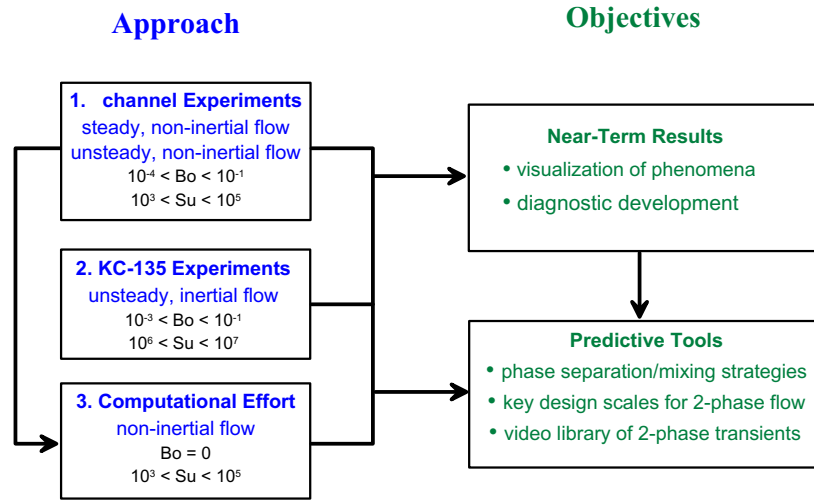 Approach
1. channel Experiments
steady, non-inertial flow
unsteady, non-inertial flow
10⁻⁴ < Bo < 10⁻¹
10³ < Su < 10⁵
2. KC-135 Experiments
unsteady, inertial flow
10⁻³ < Bo < 10⁻¹
10⁶ < Su < 10⁷
3. Computational Effort
non-inertial flow
Bo = 0
10³ < Su < 10⁵
Objectives
Near-Term Results
• visualization of phenomena
• diagnostic development
Predictive Tools
• phase separation/mixing strategies
• key design scales for 2-phase flow
• video library of 2-phase transients